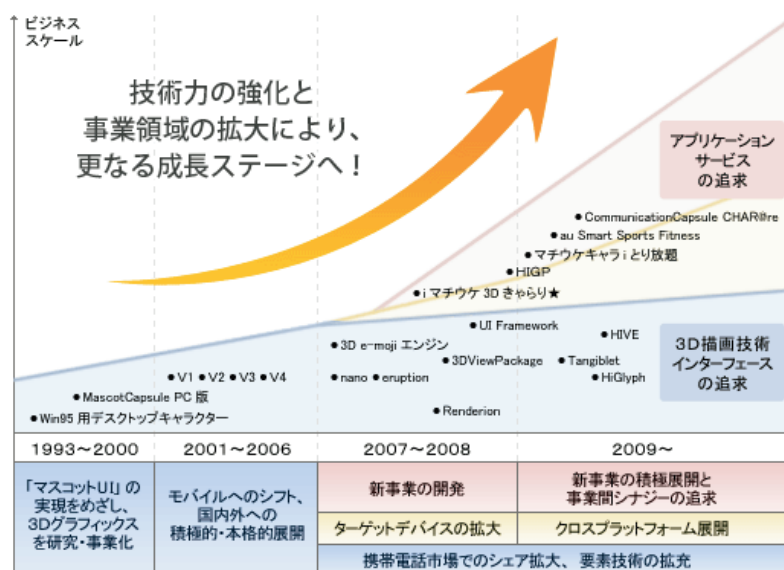 ビジネス
スケール
技術力の強化と
事業領域の拡大により、
更なる成長ステージへ！
アプリケーション
サービス
の追求
●CommunicationCapsule CHAR@re
●au Smart Sports Fitness
●マチウケキャラ i とり放題
●HIGP
●i マチウケ 3D きゃらり★
●UI Framework
●HIVE
●3D e-moji エンジン
●3DViewPackage
●Tangiblet
●nano ●eruption
●HiGlyph
●Renderion
3D描画技術
インターフェース
の追求
●V1 ●V2 ●V3 ●V4
●MascotCapsule PC 版
●Win95 用デスクトップキャラクター
1993～2000
2001～2006
2007～2008
2009～
「マスコットUI」の
実現をめざし、
3Dグラフィックス
を研究・事業化
モバイルへのシフト、
国内外への
積極的・本格的展開
新事業の開発
新事業の積極展開と
事業間シナジーの追求
ターゲットデバイスの拡大
クロスプラットフォーム展開
携帯電話市場でのシェア拡大、要素技術の拡充